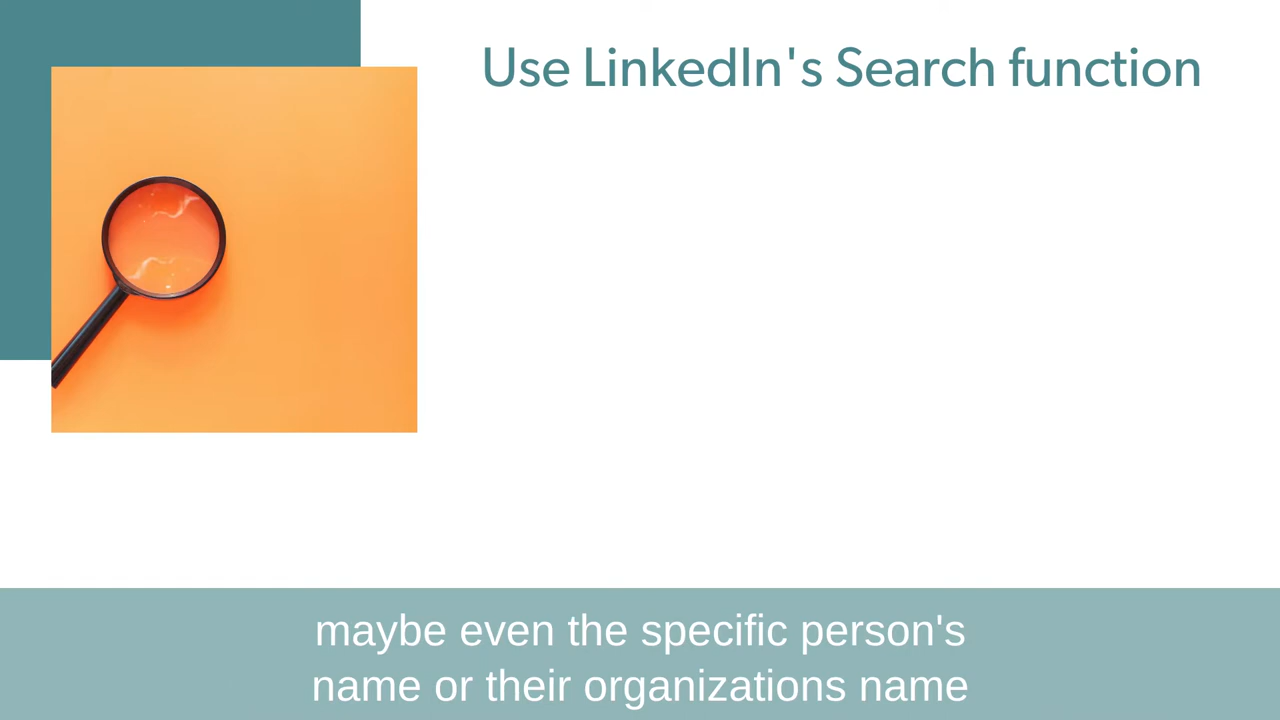 Use LinkedIn's Search function
maybe even the specific person's
name or their organizations name